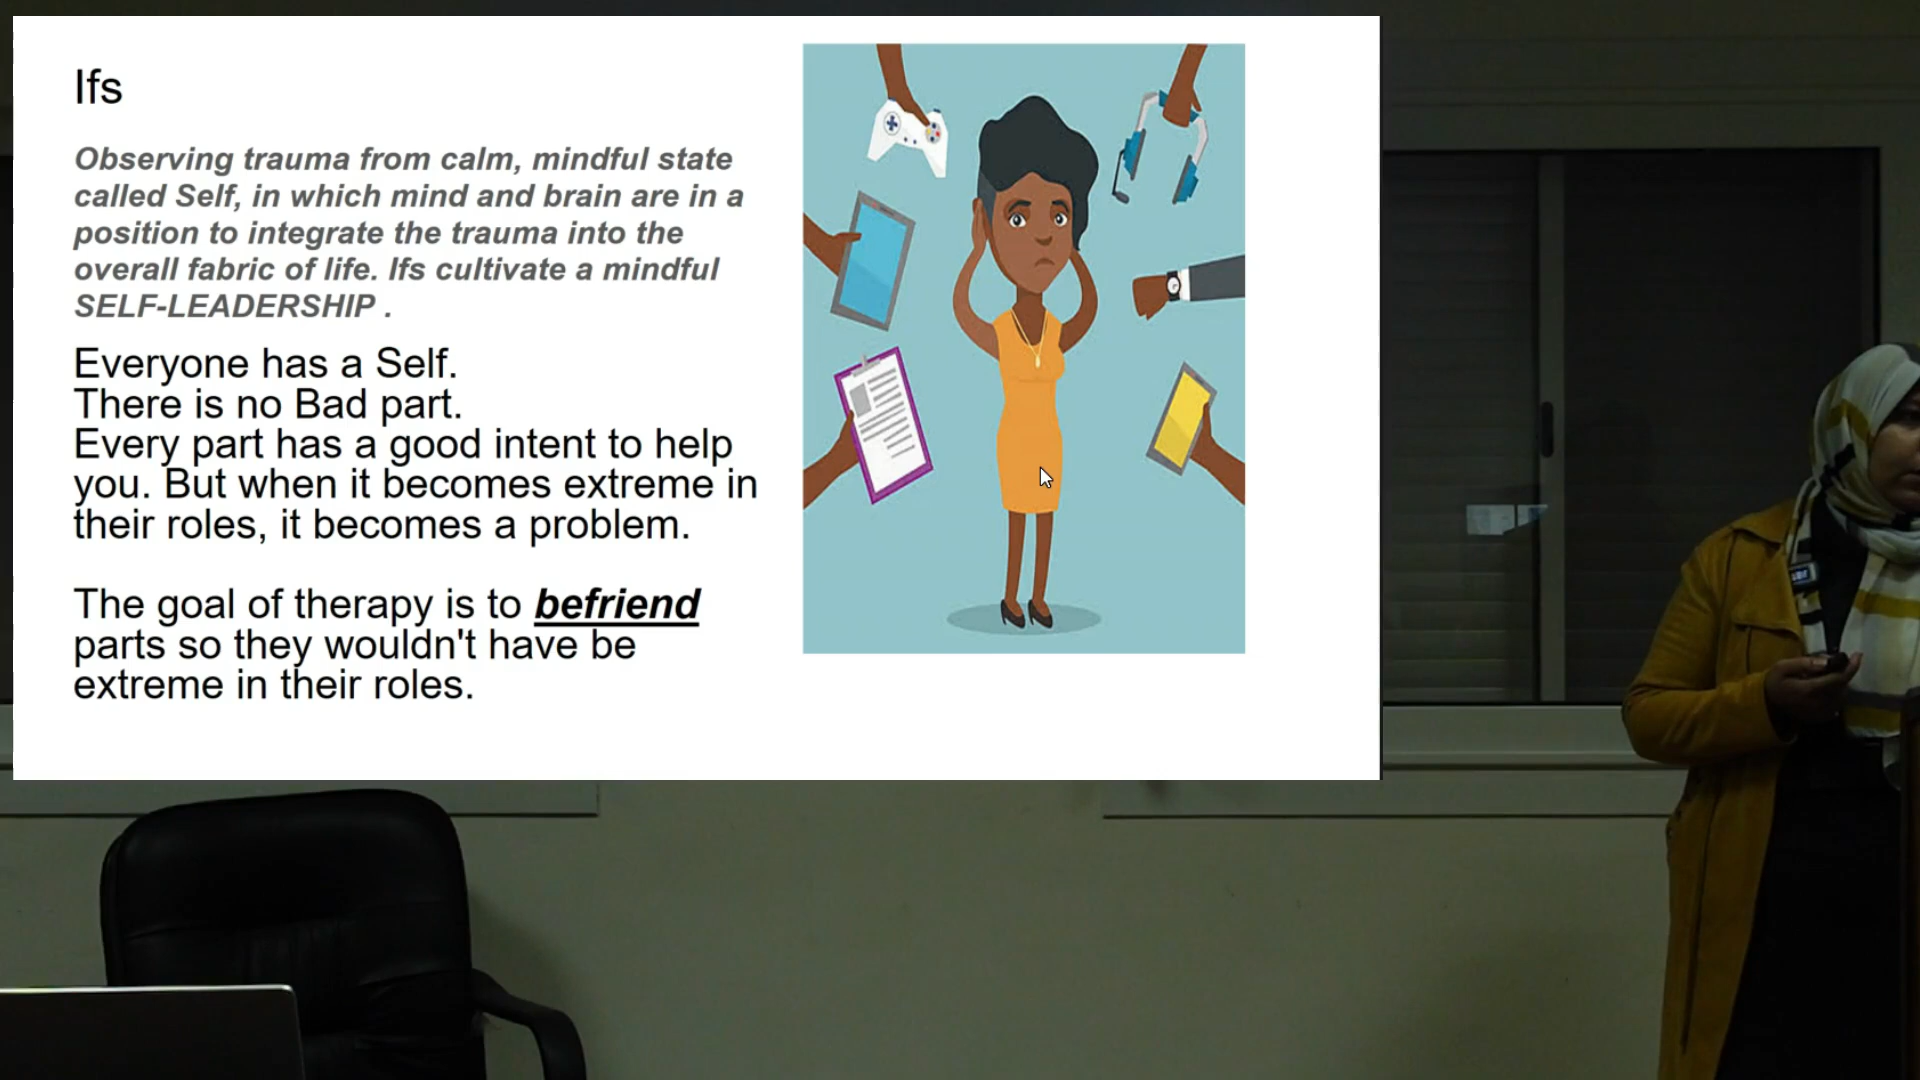 Ifs
Observing trauma from calm, mindful state
called Self, in which mind and brain are in a
position to integrate the trauma into the
overall fabric of life. Ifs cultivate a mindful
SELF-LEADERSHIP .
Everyone has a Self.
There is no Bad part.
Every part has a good intent to help
you. But when it becomes extreme in
their roles, it becomes a problem.
The goal of therapy is to befriend
parts so they wouldn't have be
extreme in their roles.